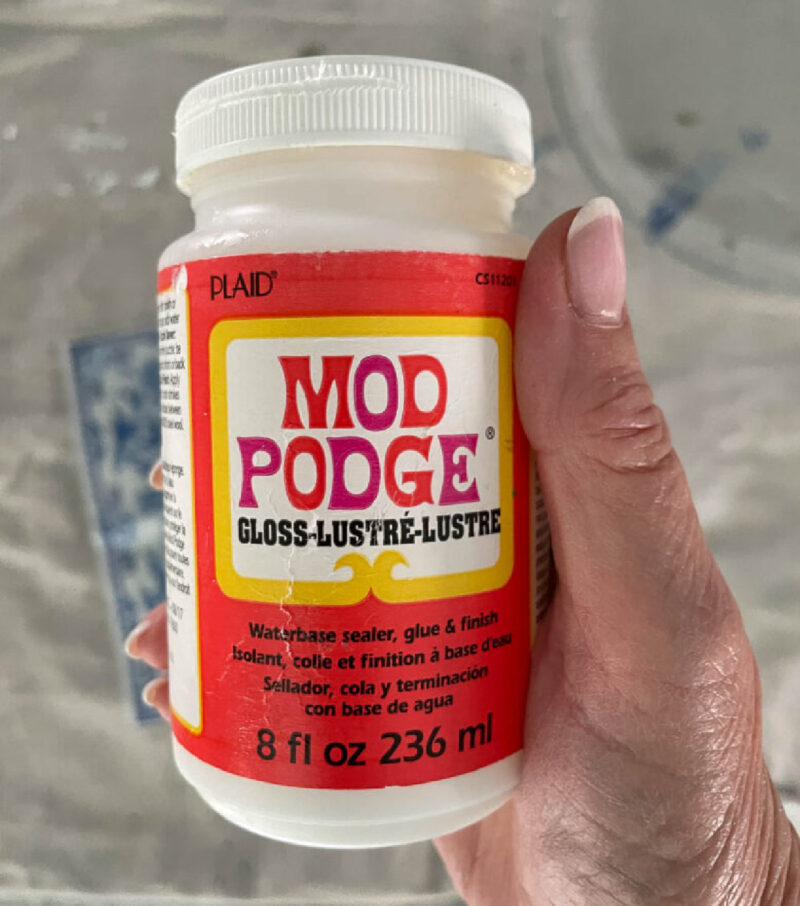 PLAID®
CS1120
MOD
PODGE®
GLOSS-LUSTRÉ-LUSTRE
Waterbase sealer, glue & finish
Isolant, colle et finition à base d'eau
Sellador, cola y terminación
con base de agua
8 fl oz 236 ml